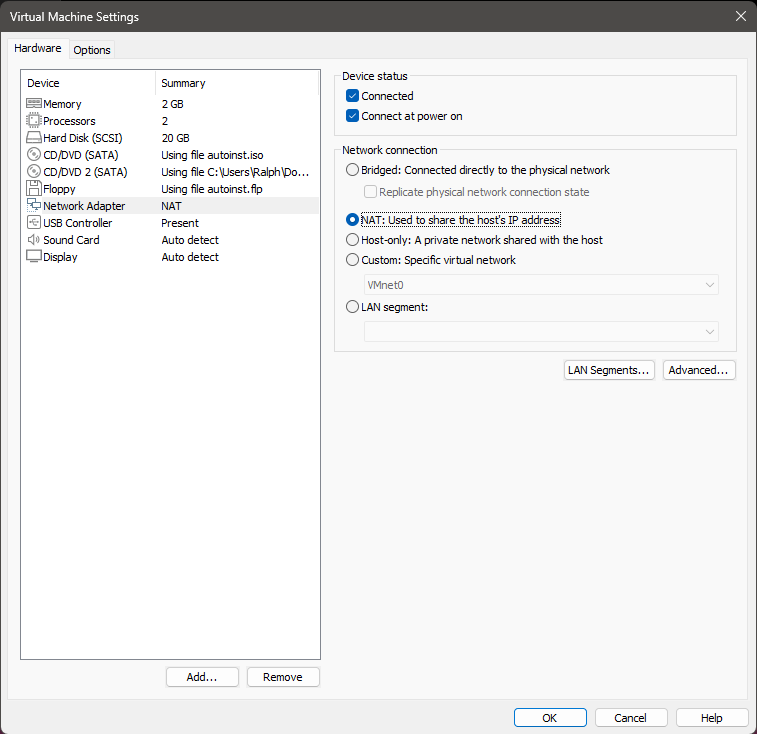 Virtual Machine Settings
Hardware Options
Device Summary
Memory 2 GB
Processors 2
Hard Disk (SCSI) 20 GB
CD/DVD (SATA) Using file autoinst.iso
CD/DVD 2 (SATA) Using file C:\Users\Ralph\Do...
Floppy Using file autoinst.flp
Network Adapter NAT
USB Controller Present
Sound Card Auto detect
Display Auto detect
Add... Remove
Device status
Connected
Connect at power on
Network connection
Bridged: Connected directly to the physical network
Replicate physical network connection state
NAT: Used to share the host's IP address
Host-only: A private network shared with the host
Custom: Specific virtual network
VMnet0
LAN segment:
LAN Segments... Advanced...
OK Cancel Help